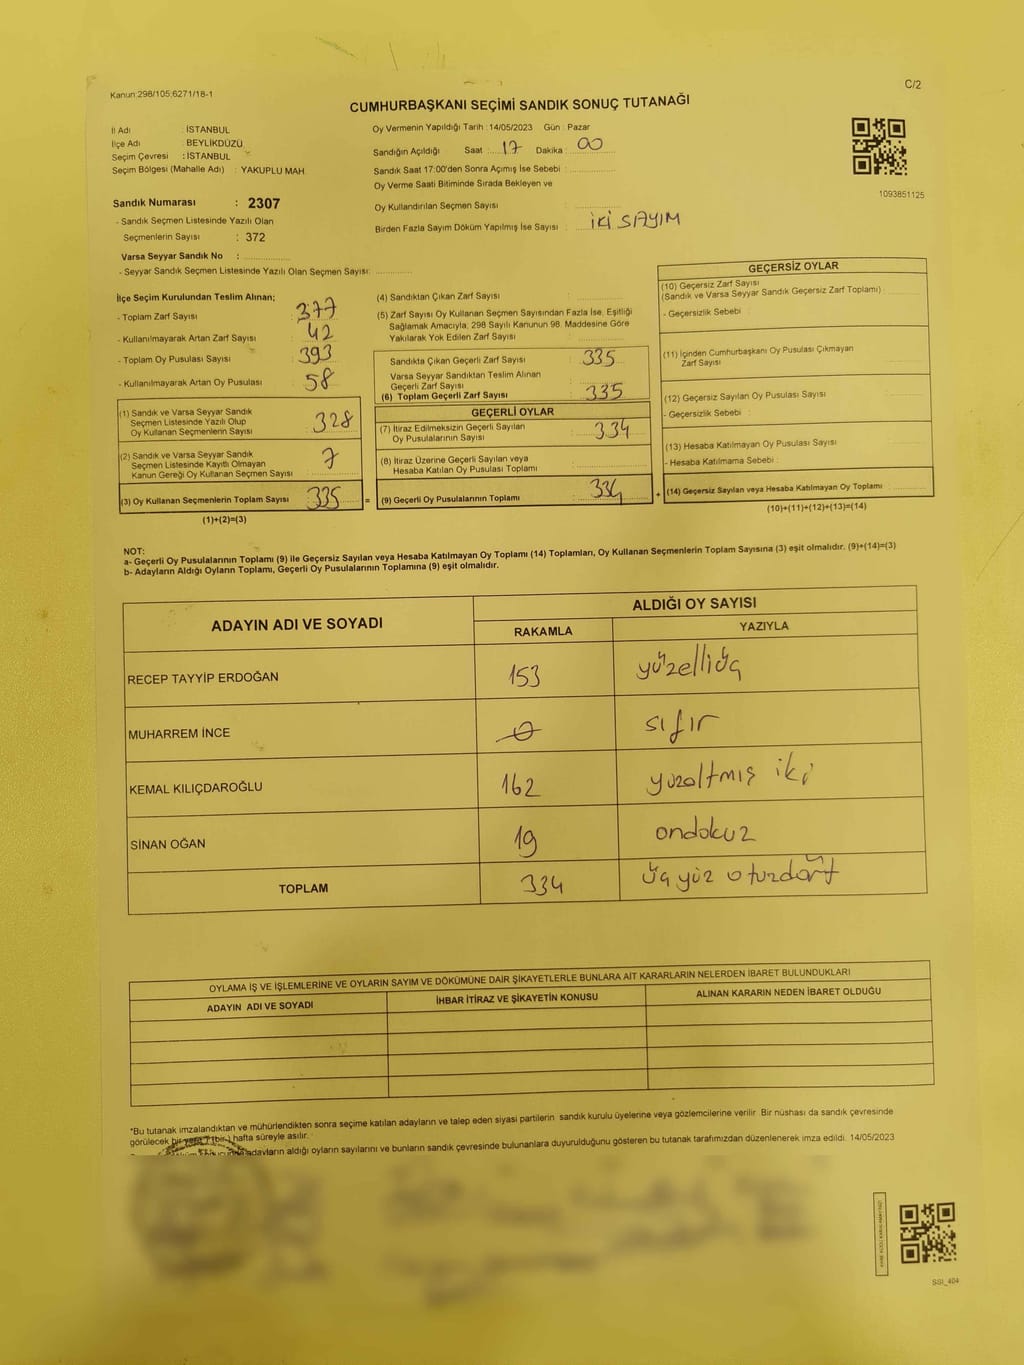 Kanun:298/105;6271/18-1
C/2
CUMHURBAŞKANI SEÇİMİ SANDIK SONUÇ TUTANAĞI
İl Adı : İSTANBUL
İlçe Adı : BEYLİKDÜZÜ
Seçim Çevresi : İSTANBUL
Seçim Bölgesi (Mahalle Adı) : YAKUPLU MAH.
Sandık Numarası : 2307
- Sandık Seçmen Listesinde Yazılı Olan
Seçmenlerin Sayısı : 372
Varsa Seyyar Sandık No :
- Seyyar Sandık Seçmen Listesinde Yazılı Olan Seçmen Sayısı:
Oy Vermenin Yapıldığı Tarih : 14/05/2023 Gün : Pazar
Sandığın Açıldığı Saat : 17 Dakika : 00
Sandık Saat 17:00'den Sonra Açımış İse Sebebi :
Oy Verme Saati Bitiminde Sırada Bekleyen ve
Oy Kullandırılan Seçmen Sayısı :
Birden Fazla Sayım Döküm Yapılmış İse Sayısı : iki SAYIM
1093851125
İlçe Seçim Kurulundan Teslim Alınan;
- Toplam Zarf Sayısı : 377
- Kullanılmayarak Artan Zarf Sayısı : 42
- Toplam Oy Pusulası Sayısı : 393
- Kullanılmayarak Artan Oy Pusulası : 58
(1) Sandık ve Varsa Seyyar Sandık
Seçmen Listesinde Yazılı Olup
Oy Kullanan Seçmenlerin Sayısı : 328
(2) Sandık ve Varsa Seyyar Sandık
Seçmen Listesinde Kayıtlı Olmayan
Kanun Gereği Oy Kullanan Seçmen Sayısı : 7
(3) Oy Kullanan Seçmenlerin Toplam Sayısı : 335
(1)+(2)=(3)
=
(4) Sandıktan Çıkan Zarf Sayısı :
(5) Zarf Sayısı Oy Kullanan Seçmen Sayısından Fazla İse, Eşitliği
Sağlamak Amacıyla, 298 Sayılı Kanunun 98. Maddesine Göre
Yakılarak Yok Edilen Zarf Sayısı :
Sandıkta Çıkan Geçerli Zarf Sayısı : 335
Varsa Seyyar Sandıktan Teslim Alınan
Geçerli Zarf Sayısı :
(6) Toplam Geçerli Zarf Sayısı : 335
GEÇERLİ OYLAR
(7) İtiraz Edilmeksizin Geçerli Sayılan
Oy Pusulalarının Sayısı : 334
(8) İtiraz Üzerine Geçerli Sayılan veya
Hesaba Katılan Oy Pusulası Toplamı :
(9) Geçerli Oy Pusulalarının Toplamı : 334
+
GEÇERSİZ OYLAR
(10) Geçersiz Zarf Sayısı
(Sandık ve Varsa Seyyar Sandık Geçersiz Zarf Toplamı) :
- Geçersizlik Sebebi :
(11) İçinden Cumhurbaşkanı Oy Pusulası Çıkmayan
Zarf Sayısı :
(12) Geçersiz Sayılan Oy Pusulası Sayısı :
- Geçersizlik Sebebi :
(13) Hesaba Katılmayan Oy Pusulası Sayısı :
- Hesaba Katılmama Sebebi :
(14) Geçersiz Sayılan veya Hesaba Katılmayan Oy Toplamı :
(10)+(11)+(12)+(13)=(14)
NOT:
a- Geçerli Oy Pusulalarının Toplamı (9) ile Geçersiz Sayılan veya Hesaba Katılmayan Oy Toplamı (14) Toplamları, Oy Kullanan Seçmenlerin Toplam Sayısına (3) eşit olmalıdır. (9)+(14)=(3)
b- Adayların Aldığı Oyların Toplamı, Geçerli Oy Pusulalarının Toplamına (9) eşit olmalıdır.
ADAYIN ADI VE SOYADI ALDIĞI OY SAYISI
RAKAMLA YAZIYLA
RECEP TAYYİP ERDOĞAN 153 yüzelliüç
MUHARREM İNCE 0 sıfır
KEMAL KILIÇDAROĞLU 162 yüzaltmış iki
SİNAN OĞAN 19 ondokuz
TOPLAM 334 üç yüz otuzdört
OYLAMA İŞ VE İŞLEMLERİNE VE OYLARIN SAYIM VE DÖKÜMÜNE DAİR ŞİKAYETLERLE BUNLARA AİT KARARLARIN NELERDEN İBARET BULUNDUKLARI
ADAYIN ADI VE SOYADI İHBAR İTİRAZ VE ŞİKAYETİN KONUSU ALINAN KARARIN NEDEN İBARET OLDUĞU
*Bu tutanak imzalandıktan ve mühürlendikten sonra seçime katılan adayların ve talep eden siyasi partilerin sandık kurulu üyelerine veya gözlemcilerine verilir. Bir nüshası da sandık çevresinde
görülecek bir yere 1 (bir) hafta süreyle asılır.
adayların aldığı oyların sayılarını ve bunların sandık çevresinde bulunanlara duyurulduğunu gösteren bu tutanak tarafımızdan düzenlenerek imza edildi. 14/05/2023
SSİ_404